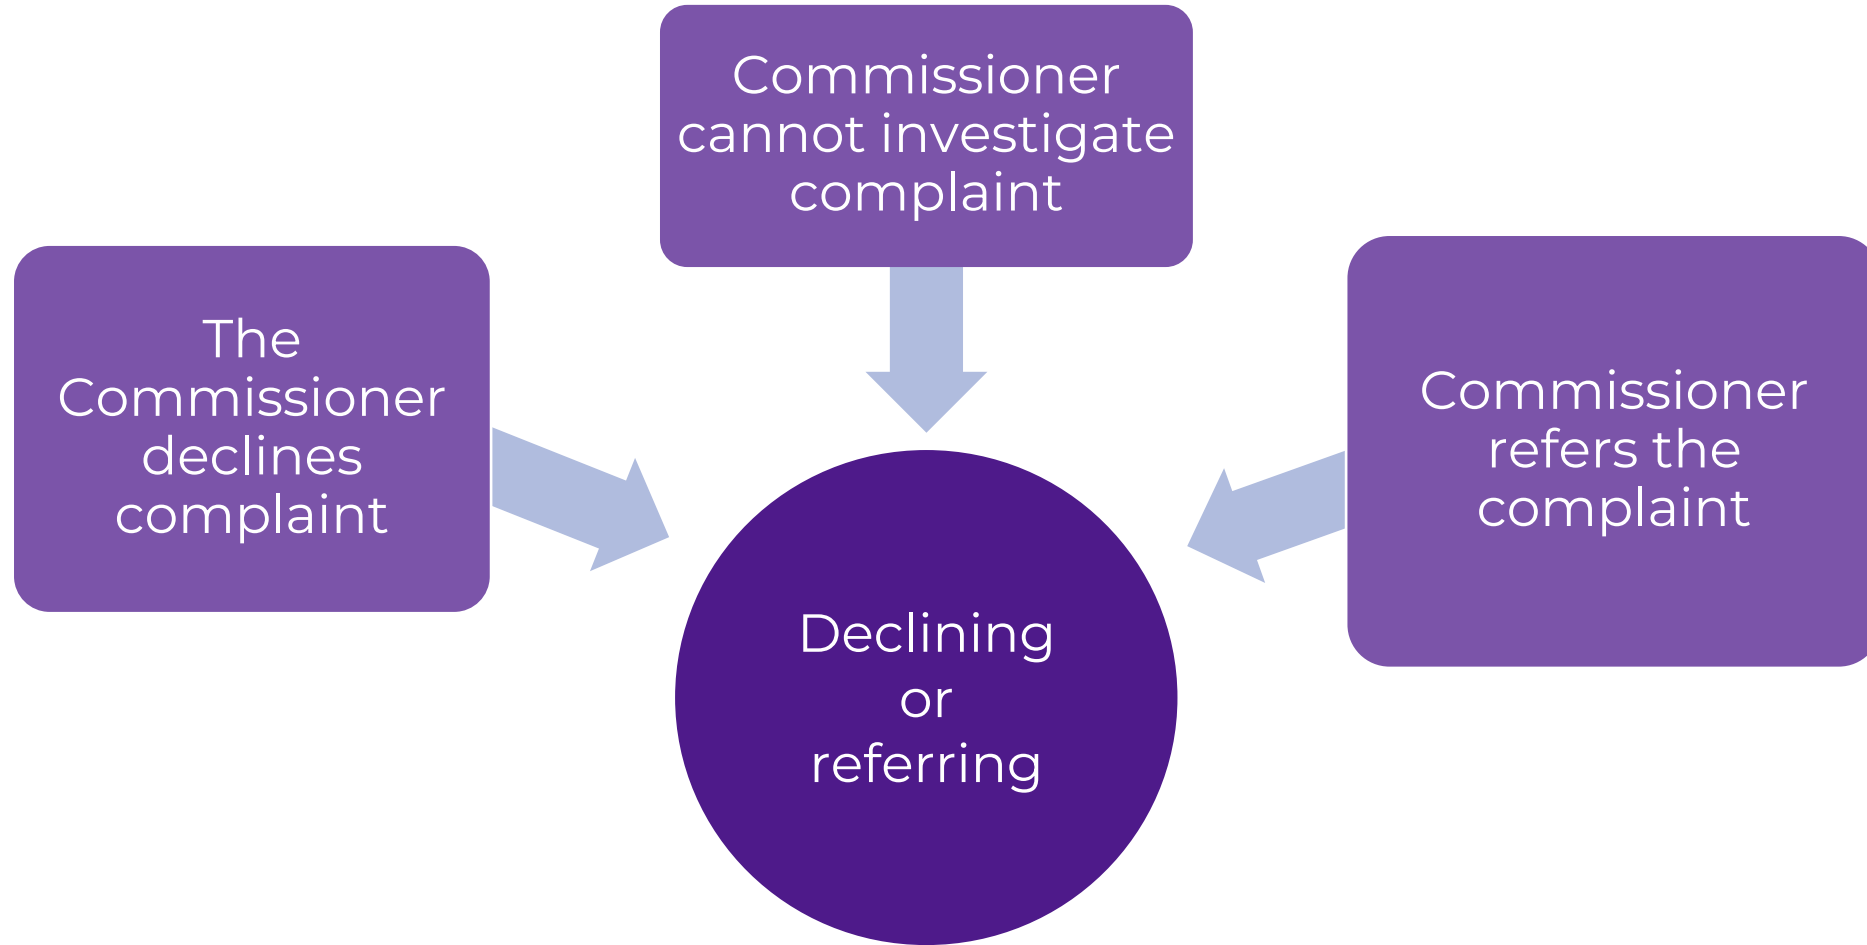 Commissioner
cannot investigate
complaint
The
Commissioner
declines
complaint
Commissioner
refers the
complaint
Declining
or
referring